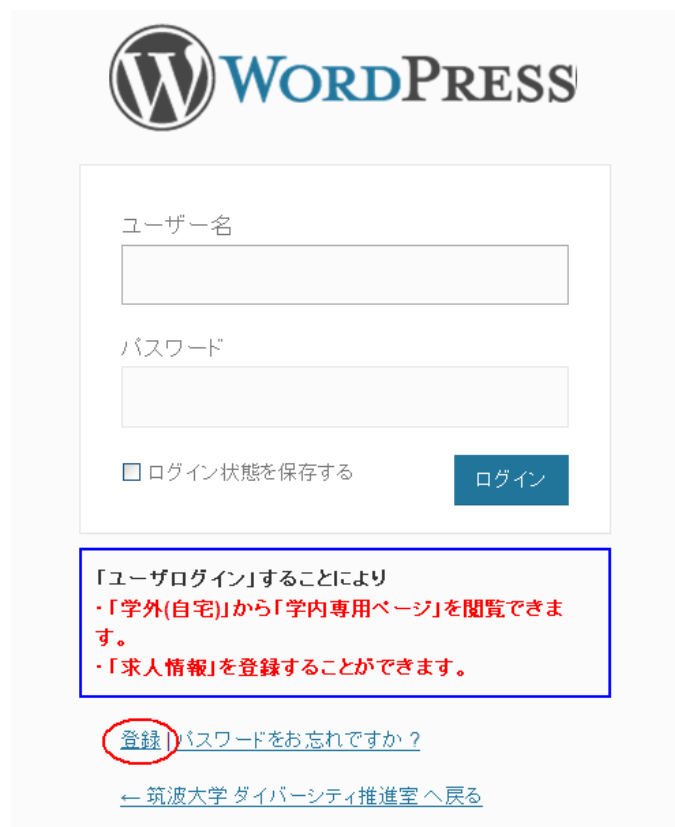 WORDPRESS
ユーザー名
パスワード
ログイン状態を保存する
ログイン
「ユーザログイン」することにより
・「学外(自宅)」から「学内専用ページ」を閲覧できま
す。
・「求人情報」を登録することができます。
登録 | パスワードをお忘れですか ?
← 筑波大学 ダイバーシティ推進室 へ戻る